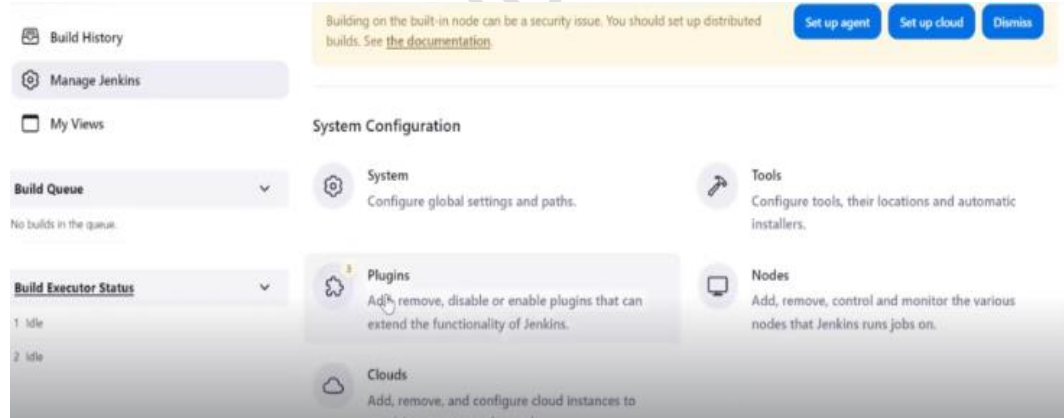 Build History
Manage Jenkins
My Views
Build Queue
No builds in the queue.
Build Executor Status
1 Idle
2 Idle
Building on the built-in node can be a security issue. You should set up distributed
builds. See the documentation.
Set up agent
Set up cloud
Dismiss
System Configuration
System
Configure global settings and paths.
Tools
Configure tools, their locations and automatic
installers.
3
Plugins
Add, remove, disable or enable plugins that can
extend the functionality of Jenkins.
Nodes
Add, remove, control and monitor the various
nodes that Jenkins runs jobs on.
Clouds
Add, remove, and configure cloud instances to